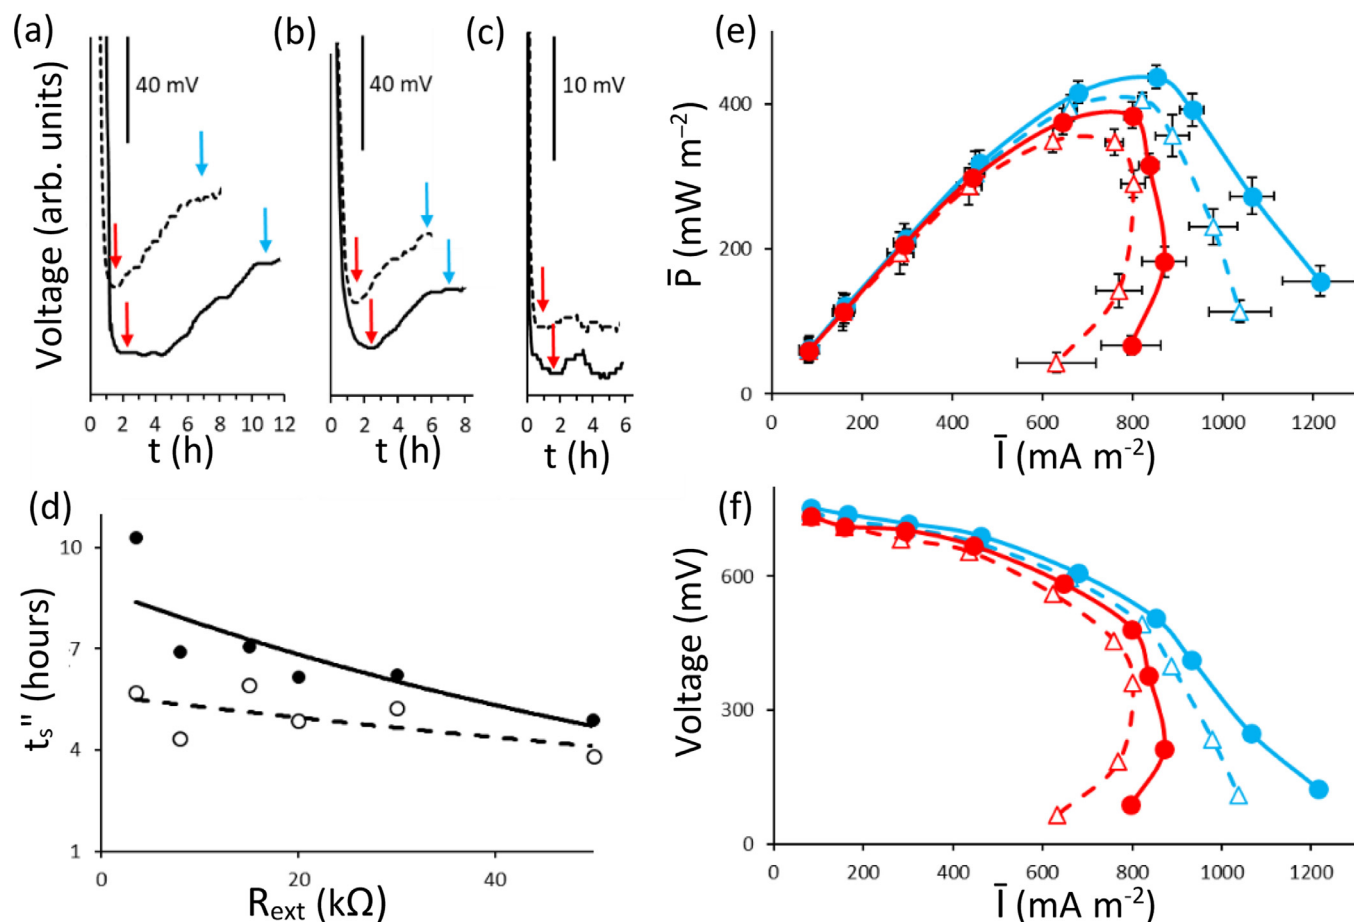 (a)
(b)
(c)
40 mV
40 mV
10 mV
Voltage (arb. units)
0 2 4 6 8 10 12
0 2 4 6 8
0 2 4 6
t (h)
t (h)
t (h)
(d)
10
7
4
1
0 20 40
ts" (hours)
Rext (kΩ)
(e)
400
200
0
0 200 400 600 800 1000 1200
P̄ (mW m⁻²)
Ī (mA m⁻²)
(f)
600
300
0
0 200 400 600 800 1000 1200
Voltage (mV)
Ī (mA m⁻²)